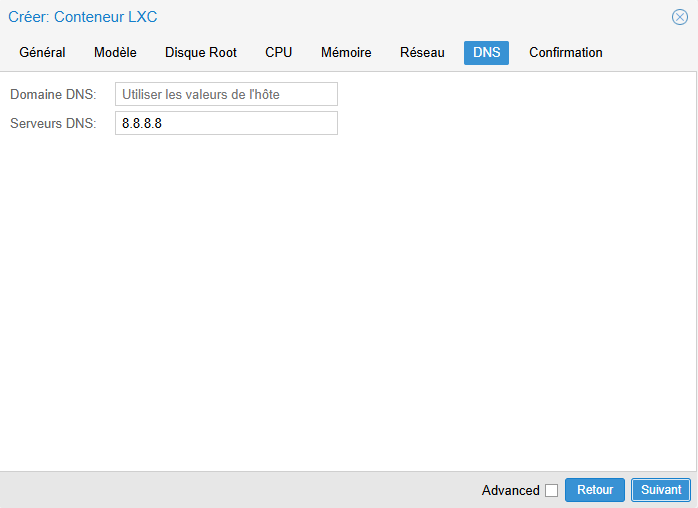 Créer: Conteneur LXC
Général Modèle Disque Root CPU Mémoire Réseau DNS Confirmation
Domaine DNS: Utiliser les valeurs de l'hôte
Serveurs DNS: 8.8.8.8
Advanced Retour Suivant